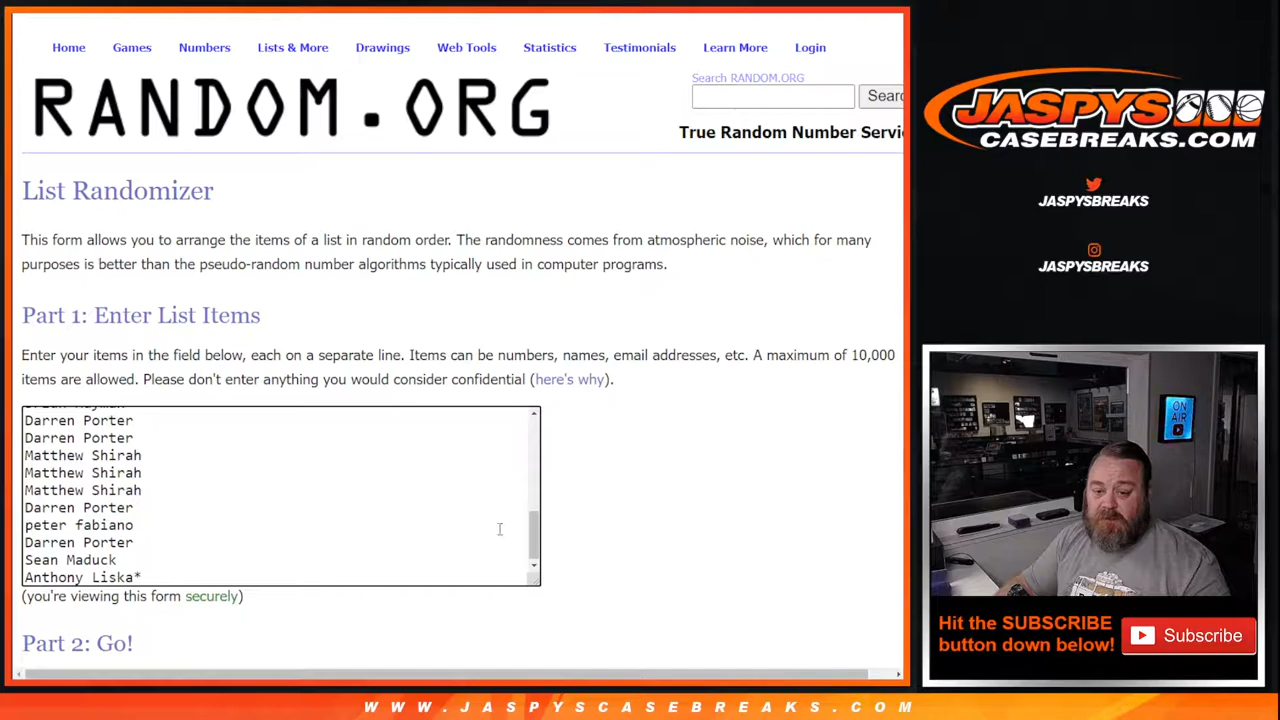 Home Games Numbers Lists & More Drawings Web Tools Statistics Testimonials Learn More Login
Search RANDOM.ORG
RANDOM.ORG
True Random Number
List Randomizer
This form allows you to arrange the items of a list in random order. The randomness comes from atmospheric noise, which for many
purposes is better than the pseudo-random number algorithms typically used in computer programs.
Part 1: Enter List Items
Enter your items in the field below, each on a separate line. Items can be numbers, names, email addresses, etc. A maximum of 10,000
items are allowed. Please don't enter anything you would consider confidential (here's why).
Darren Porter
Darren Porter
Matthew Shirah
Matthew Shirah
Matthew Shirah
Darren Porter
peter fabiano
Darren Porter
Sean Maduck
Anthony Liska*
(you're viewing this form securely)
Part 2: Go!
JASPYS
CASEBREAKS.COM
JASPYSBREAKS
JASPYSBREAKS
ON
AIR
Hit the SUBSCRIBE
button down below!
Subscribe
WWW.JASPYSCASEBREAKS.COM